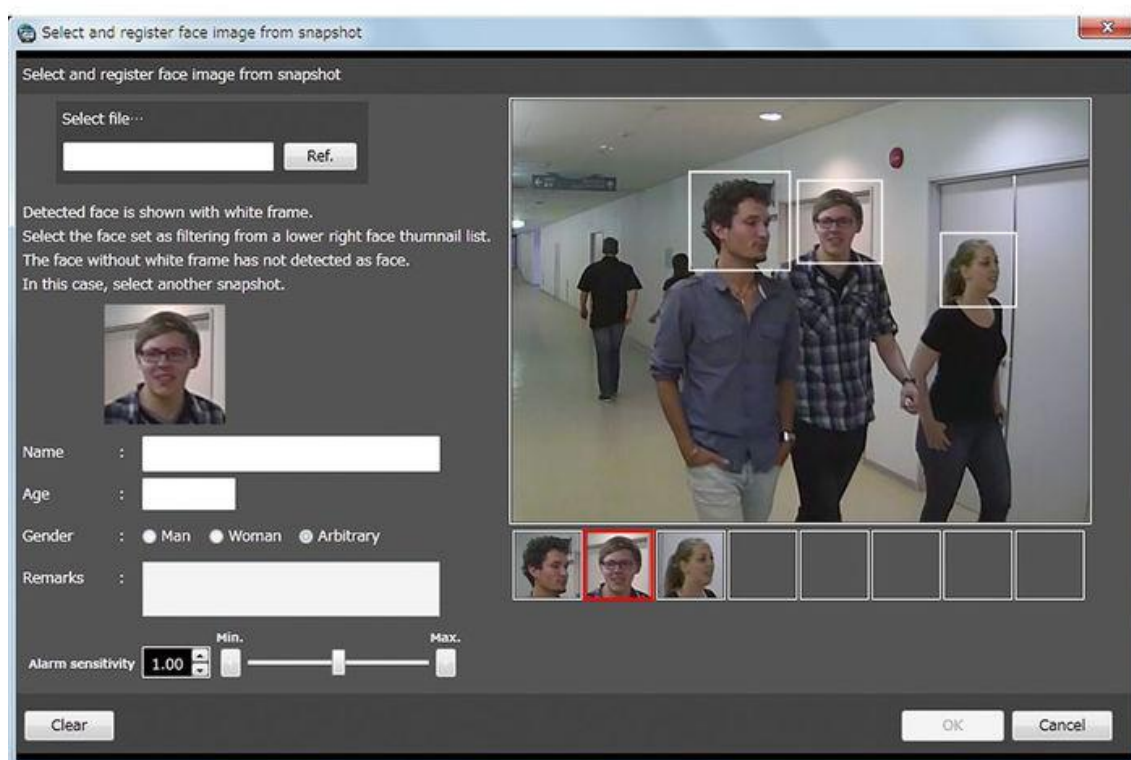 Select and register face image from snapshot
x
Select and register face image from snapshot
Select file…
Ref.
Detected face is shown with white frame.
Select the face set as filtering from a lower right face thumnail list.
The face without white frame has not detected as face.
In this case, select another snapshot.
Name :
Age :
Gender : Man Woman Arbitrary
Remarks :
Min. Max.
Alarm sensitivity 1.00
Clear
OK Cancel